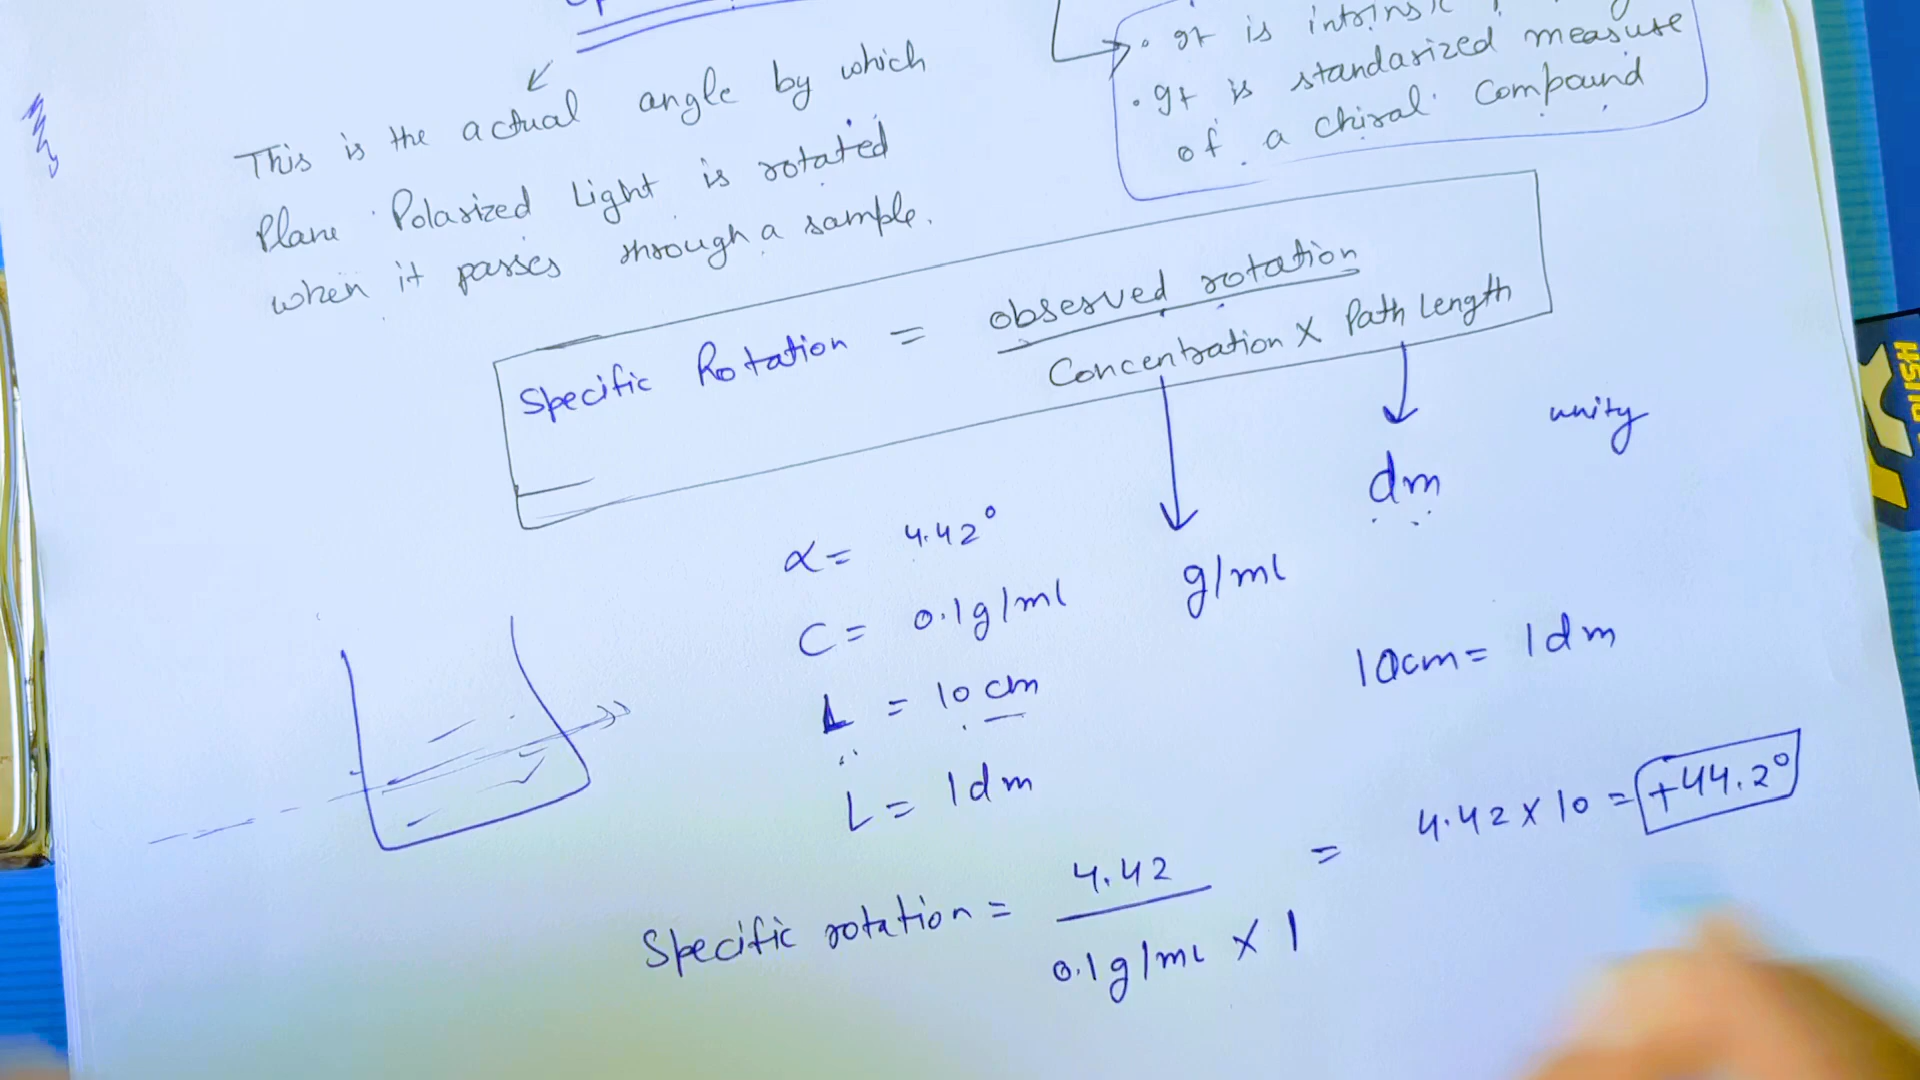 This is the actual angle by which
Plane Polarized Light is rotated
when it passes through a sample.
. It is intrinsic
. It is standarized measure
of a chiral compound
Specific Rotation = observed rotation
Concentration X Path Length
unity
dm
g/ml
α = 4.42°
C = 0.1g/ml
L = 10 cm
10cm = 1dm
L = 1dm
Specific rotation = 4.42
0.1g/ml X 1
= 4.42 x 10 = +44.2°